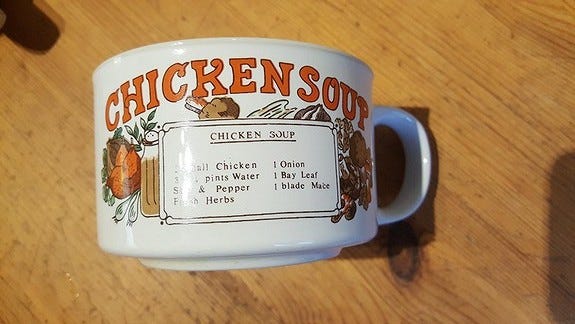 CHICKEN SOUP
CHICKEN SOUP
Chicken
pints Water
& Pepper
Herbs
1 Onion
1 Bay Leaf
1 blade Mace